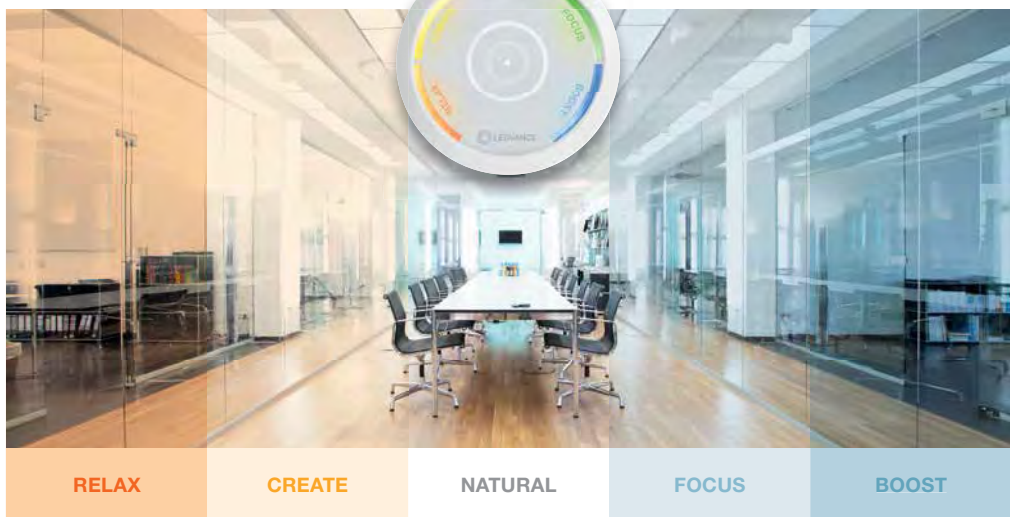 FOCUS
RELAX
BOOST
LEDVANCE
RELAX
CREATE
NATURAL
FOCUS
BOOST